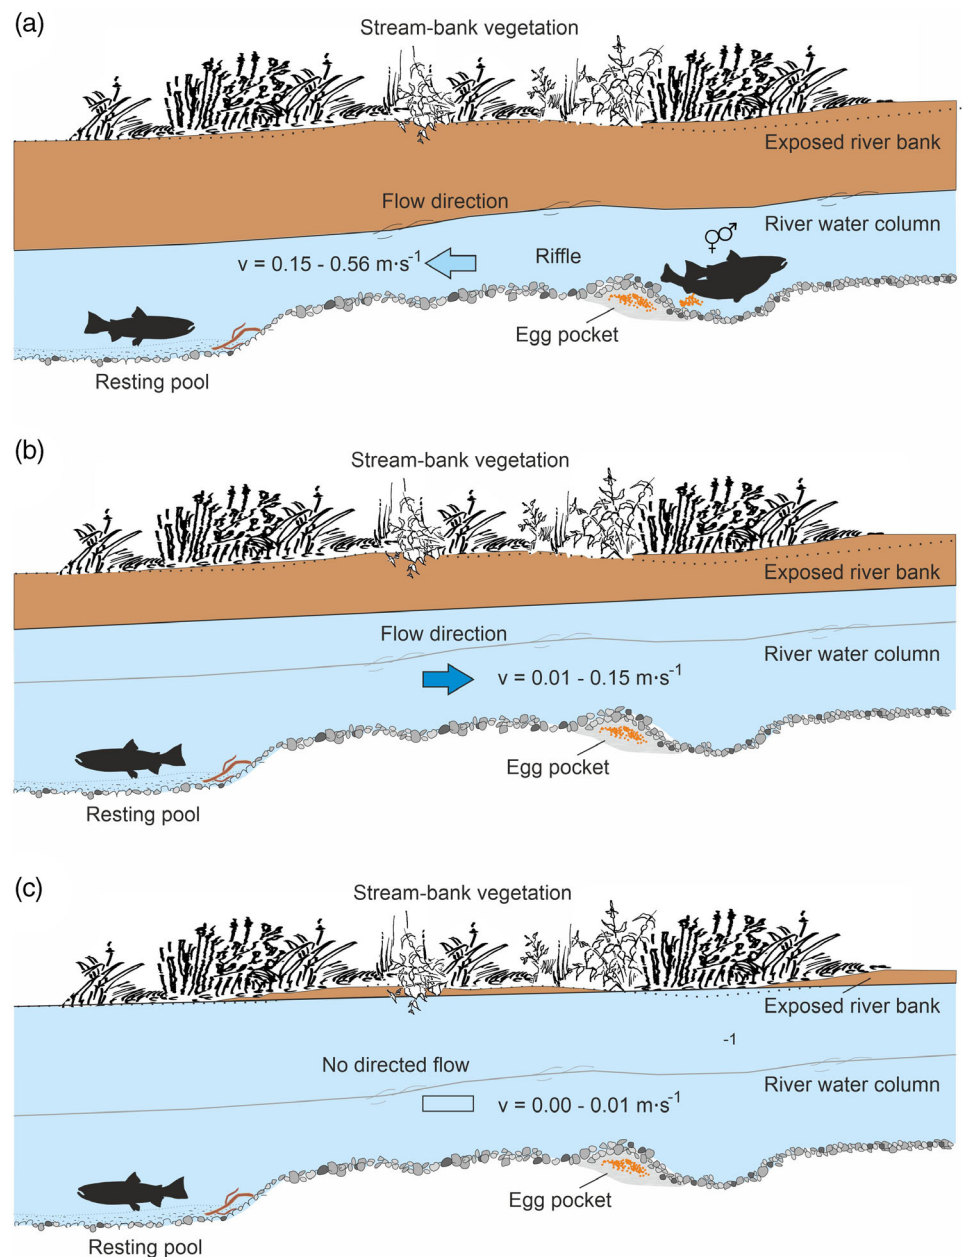 (a)
Stream-bank vegetation
Exposed river bank
Flow direction
River water column
v = 0.15 - 0.56 m·s⁻¹
Riffle
♀♂
Egg pocket
Resting pool
(b)
Stream-bank vegetation
Exposed river bank
Flow direction
River water column
v = 0.01 - 0.15 m·s⁻¹
Egg pocket
Resting pool
(c)
Stream-bank vegetation
Exposed river bank
-1
No directed flow
River water column
v = 0.00 - 0.01 m·s⁻¹
Egg pocket
Resting pool